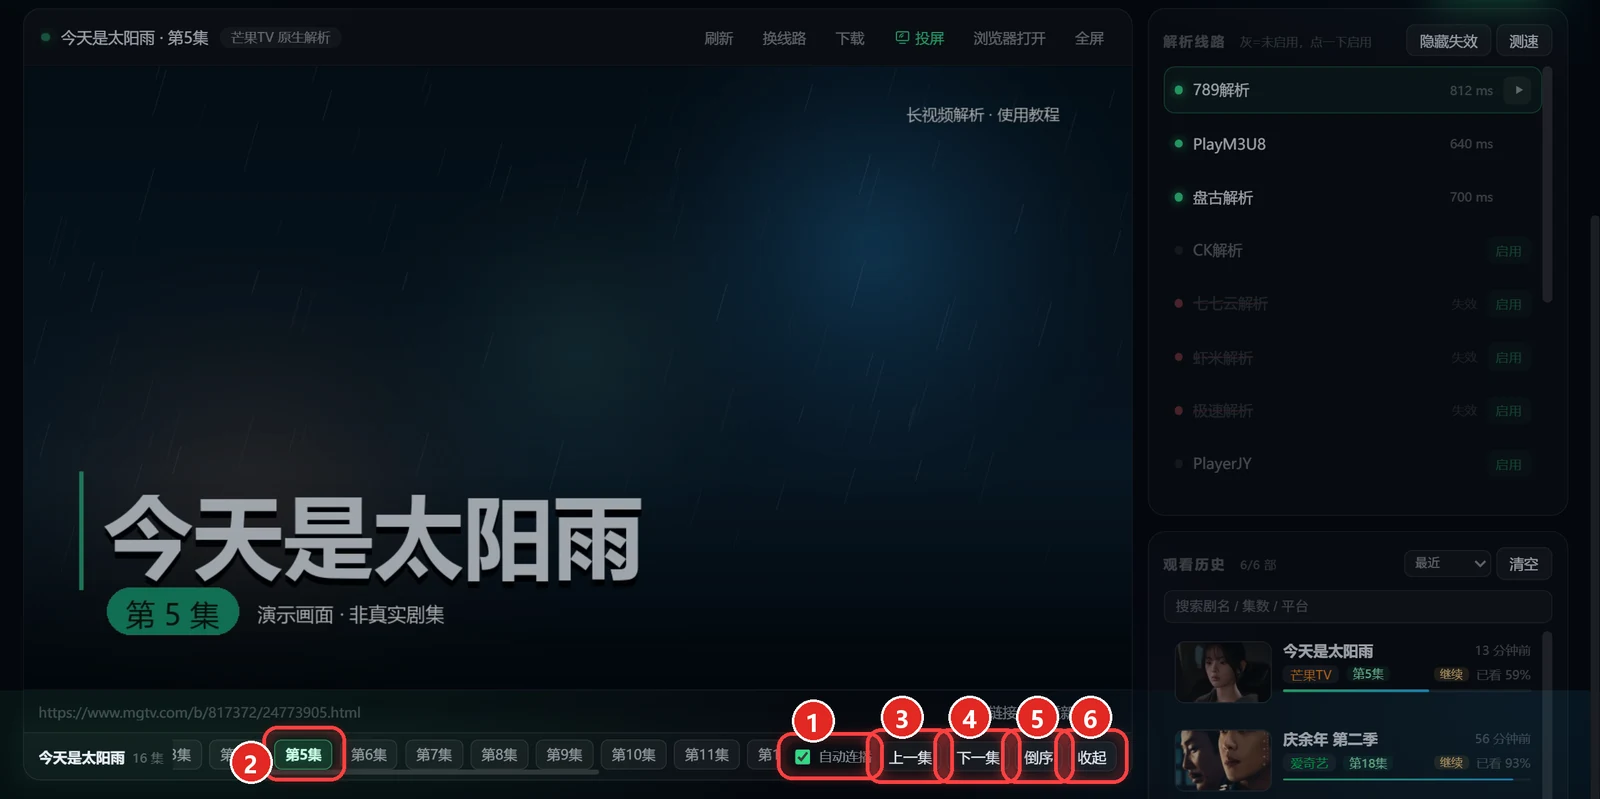 今天是太阳雨 · 第5集 芒果TV 原生解析 刷新 换线路 下载 投屏 浏览器打开 全屏
长视频解析 · 使用教程
今天是太阳雨
第 5 集 演示画面 · 非真实剧集
https://www.mgtv.com/b/817372/24773905.html 链接
1 2 3 4 5 6
今天是太阳雨 16 集 集 第5集 第6集 第7集 第8集 第9集 第10集 第11集 自动连播 上一集 下一集 倒序 收起
解析线路 灰=未启用，点一下启用 隐藏失效 测速
789解析 812 ms
PlayM3U8 640 ms
盘古解析 700 ms
CK解析 启用
七七云解析 失效 启用
虾米解析 失效 启用
极速解析 失效 启用
PlayerJY 启用
观看历史 6/6 部 最近 清空
搜索剧名 / 集数 / 平台
今天是太阳雨 13 分钟前
芒果TV 第5集 继续 已看 59%
庆余年 第二季 56 分钟前
爱奇艺 第18集 继续 已看 93%